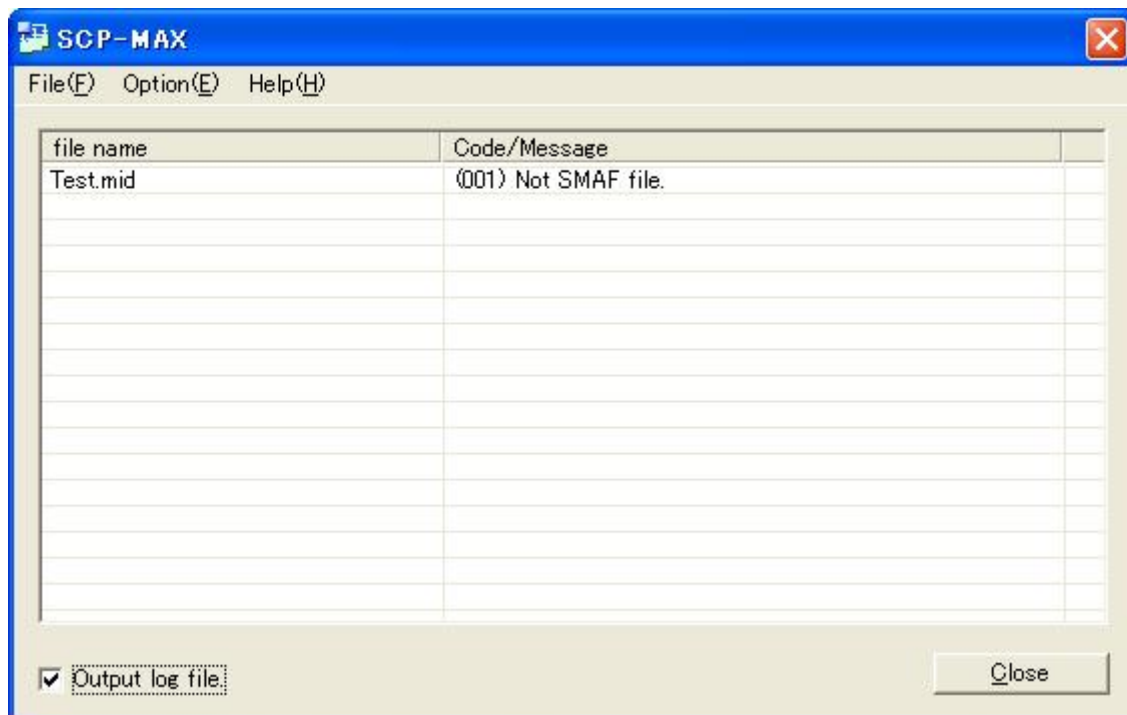 SCP-MAX
File(F) Option(E) Help(H)
file name Code/Message
Test.mid (001) Not SMAF file.
Output log file. Close